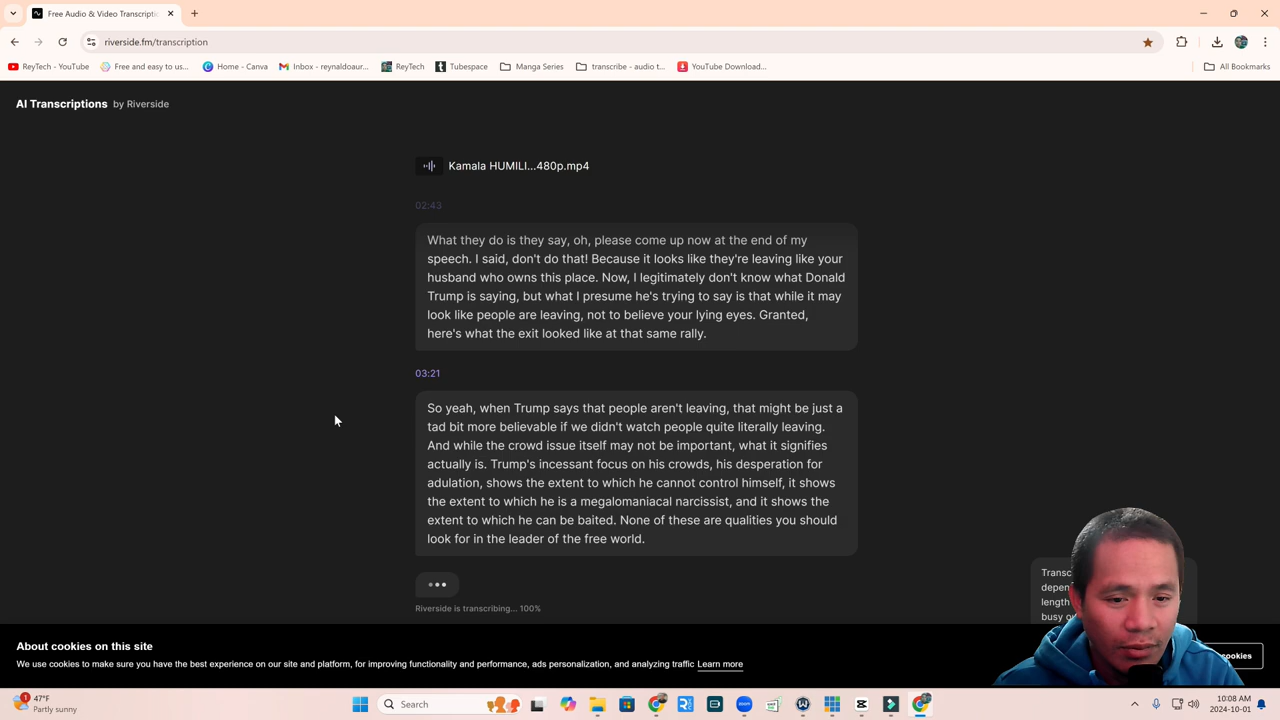 Free Audio & Video Transcripti
riverside.fm/transcription
ReyTech - YouTube
Free and easy to us...
Home - Canva
Inbox - reynaldoaur...
ReyTech
Tubespace
Manga Series
transcribe - audio t...
YouTube Download...
All Bookmarks
AI Transcriptions by Riverside
Kamala HUMILI...480p.mp4
02:43
What they do is they say, oh, please come up now at the end of my
speech. I said, don't do that! Because it looks like they're leaving like your
husband who owns this place. Now, I legitimately don't know what Donald
Trump is saying, but what I presume he's trying to say is that while it may
look like people are leaving, not to believe your lying eyes. Granted,
here's what the exit looked like at that same rally.
03:21
So yeah, when Trump says that people aren't leaving, that might be just a
tad bit more believable if we didn't watch people quite literally leaving.
And while the crowd issue itself may not be important, what it signifies
actually is. Trump's incessant focus on his crowds, his desperation for
adulation, shows the extent to which he cannot control himself, it shows
the extent to which he is a megalomaniacal narcissist, and it shows the
extent to which he can be baited. None of these are qualities you should
look for in the leader of the free world.
Riverside is transcribing... 100%
Transc
depen
length
busy o
About cookies on this site
We use cookies to make sure you have the best experience on our site and platform, for improving functionality and performance, ads personalization, and analyzing traffic Learn more
cookies
1
47°F
Partly sunny
Search
zoom
10:08 AM
2024-10-01